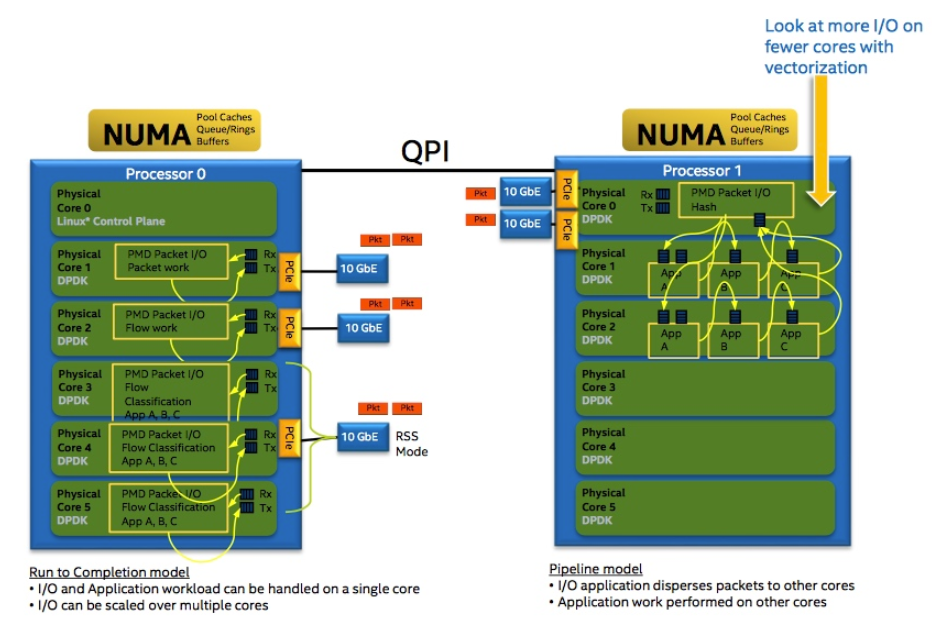 Look at more I/O on
fewer cores with
vectorization
NUMA
Pool Caches
Queue/Rings
Buffers
QPI
NUMA
Pool Caches
Queue/Rings
Buffers
Processor 0
Physical
Core 0
Linux* Control Plane
Physical
Core 1
DPDK
PMD Packet I/O
Packet work
Rx
Tx
PCIe
10 GbE
Pkt Pkt
Physical
Core 2
DPDK
PMD Packet I/O
Flow work
Rx
Tx
PCIe
10 GbE
Pkt Pkt
Physical
Core 3
DPDK
PMD Packet I/O
Flow
Classification
App A, B, C
Rx
Tx
Physical
Core 4
DPDK
PMD Packet I/O
Flow Classification
App A, B, C
Rx
Tx
PCIe
10 GbE
Pkt Pkt
RSS
Mode
Physical
Core 5
DPDK
PMD Packet I/O
Flow Classification
App A, B, C
Rx
Tx
Processor 1
Pkt
10 GbE
PCIe
Pkt
10 GbE
PCIe
Physical
Core 0
DPDK
Rx
Tx
PMD Packet I/O
Hash
Physical
Core 1
DPDK
App
A
App
B
App
C
Physical
Core 2
DPDK
App
A
App
B
App
C
Physical
Core 3
DPDK
Physical
Core 4
DPDK
Physical
Core 5
DPDK
Run to Completion model
• I/O and Application workload can be handled on a single core
• I/O can be scaled over multiple cores
Pipeline model
• I/O application disperses packets to other cores
• Application work performed on other cores